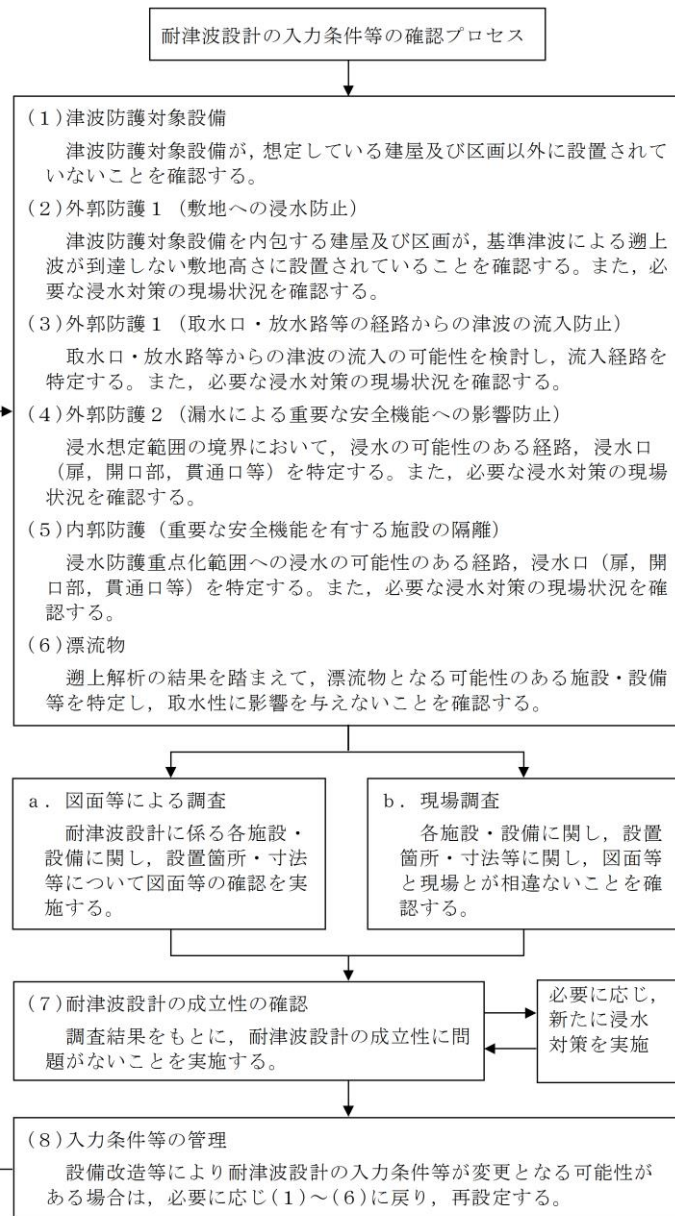 耐津波設計の入力条件等の確認プロセス
(1)津波防護対象設備
津波防護対象設備が，想定している建屋及び区画以外に設置されて
いないことを確認する。
(2)外郭防護１（敷地への浸水防止）
津波防護対象設備を内包する建屋及び区画が，基準津波による遡上
波が到達しない敷地高さに設置されていることを確認する。また，必
要な浸水対策の現場状況を確認する。
(3)外郭防護１（取水口・放水路等の経路からの津波の流入防止）
取水口・放水路等からの津波の流入の可能性を検討し，流入経路を
特定する。また，必要な浸水対策の現場状況を確認する。
(4)外郭防護２（漏水による重要な安全機能への影響防止）
浸水想定範囲の境界において，浸水の可能性のある経路，浸水口
（扉，開口部，貫通口等）を特定する。また，必要な浸水対策の現場
状況を確認する。
(5)内郭防護（重要な安全機能を有する施設の隔離）
浸水防護重点化範囲への浸水の可能性のある経路，浸水口（扉，開
口部，貫通口等）を特定する。また，必要な浸水対策の現場状況を確
認する。
(6)漂流物
遡上解析の結果を踏まえて，漂流物となる可能性のある施設・設備
等を特定し，取水性に影響を与えないことを確認する。
a．図面等による調査
耐津波設計に係る各施設・
設備に関し，設置箇所・寸法
等について図面等の確認を実
施する。
b．現場調査
各施設・設備に関し，設置
箇所・寸法等に関し，図面等
と現場とが相違ないことを確
認する。
(7)耐津波設計の成立性の確認
調査結果をもとに，耐津波設計の成立性に問
題がないことを実施する。
必要に応じ，
新たに浸水
対策を実施
(8)入力条件等の管理
設備改造等により耐津波設計の入力条件等が変更となる可能性が
ある場合は，必要に応じ(1)～(6)に戻り，再設定する。